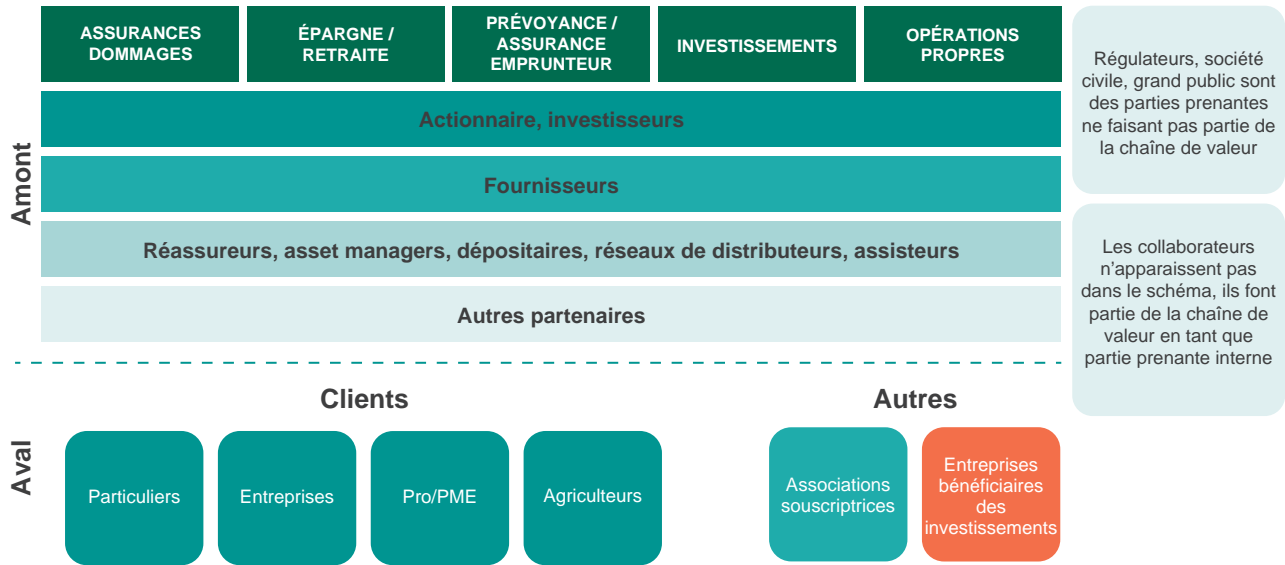 ASSURANCES
DOMMAGES
ÉPARGNE /
RETRAITE
PRÉVOYANCE /
ASSURANCE
EMPRUNTEUR
INVESTISSEMENTS
OPÉRATIONS
PROPRES
Amont
Actionnaire, investisseurs
Fournisseurs
Réassureurs, asset managers, dépositaires, réseaux de distributeurs, assisteurs
Autres partenaires
Régulateurs, société
civile, grand public sont
des parties prenantes
ne faisant pas partie de
la chaîne de valeur
Les collaborateurs
n’apparaissent pas
dans le schéma, ils font
partie de la chaîne de
valeur en tant que
partie prenante interne
Aval
Clients
Particuliers
Entreprises
Pro/PME
Agriculteurs
Autres
Associations
souscriptrices
Entreprises
bénéficiaires
des
investissements